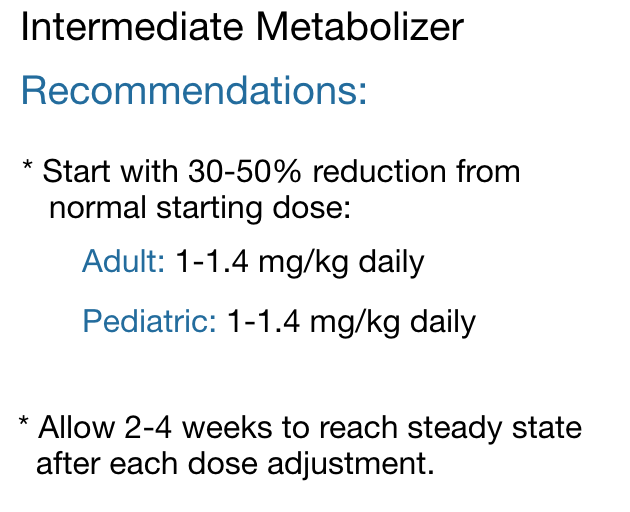 Intermediate Metabolizer
Recommendations:
* Start with 30-50% reduction from
normal starting dose:
Adult: 1-1.4 mg/kg daily
Pediatric: 1-1.4 mg/kg daily
* Allow 2-4 weeks to reach steady state
after each dose adjustment.